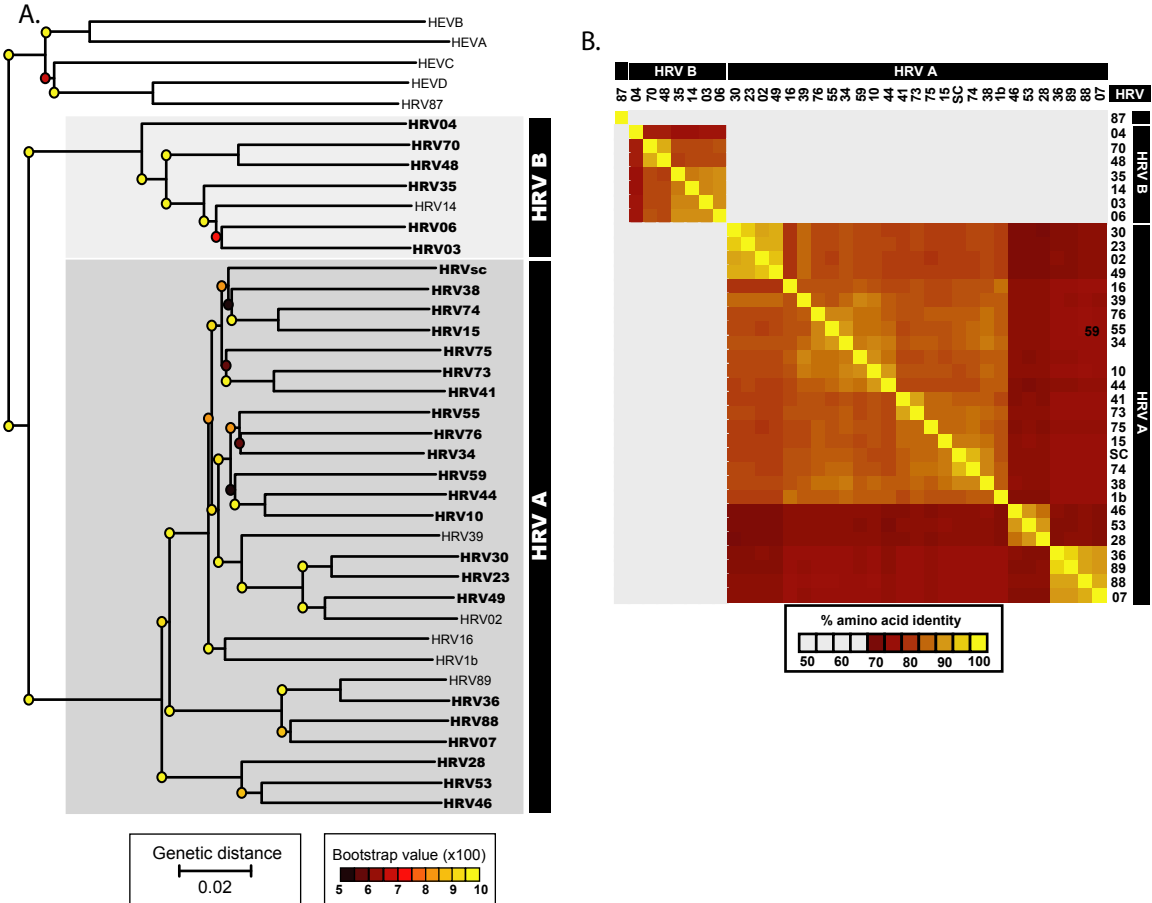 A.
HEVB
HEVA
HEVC
HEVD
HRV87
HRV04
HRV70
HRV48
HRV35
HRV14
HRV06
HRV03
HRV B
HRVsc
HRV38
HRV74
HRV15
HRV75
HRV73
HRV41
HRV55
HRV76
HRV34
HRV59
HRV44
HRV10
HRV39
HRV30
HRV23
HRV49
HRV02
HRV16
HRV1b
HRV89
HRV36
HRV88
HRV07
HRV28
HRV53
HRV46
HRV A
Genetic distance
0.02
Bootstrap value (x100)
5 6 7 8 9 10
B.
HRV B HRV A
87 04 70 48 35 14 03 06 30 23 02 49 16 39 76 55 34 59 10 44 41 73 75 15 SC 74 38 1b 46 53 28 36 89 88 07 HRV
87
04
70
48
35
14
03
06
HRV B
30
23
02
49
16
39
76
55
59
34
10
44
41
73
75
15
SC
74
38
1b
46
53
28
36
89
88
07
HRV A
% amino acid identity
50 60 70 80 90 100